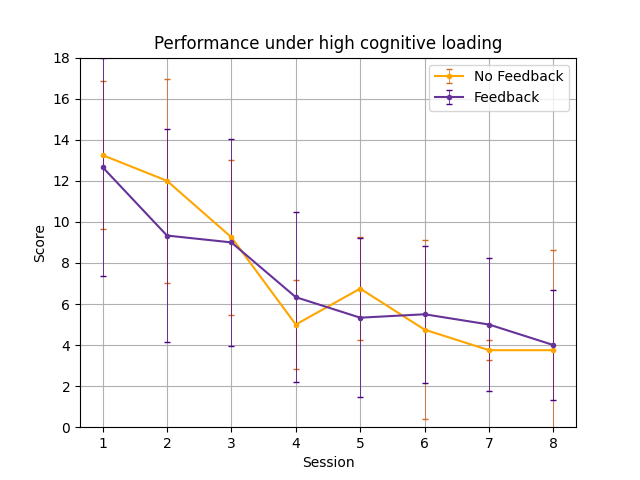 Performance under high cognitive loading
No Feedback
Feedback
18
16
14
12
10
8
6
4
2
0
Score
1 2 3 4 5 6 7 8
Session